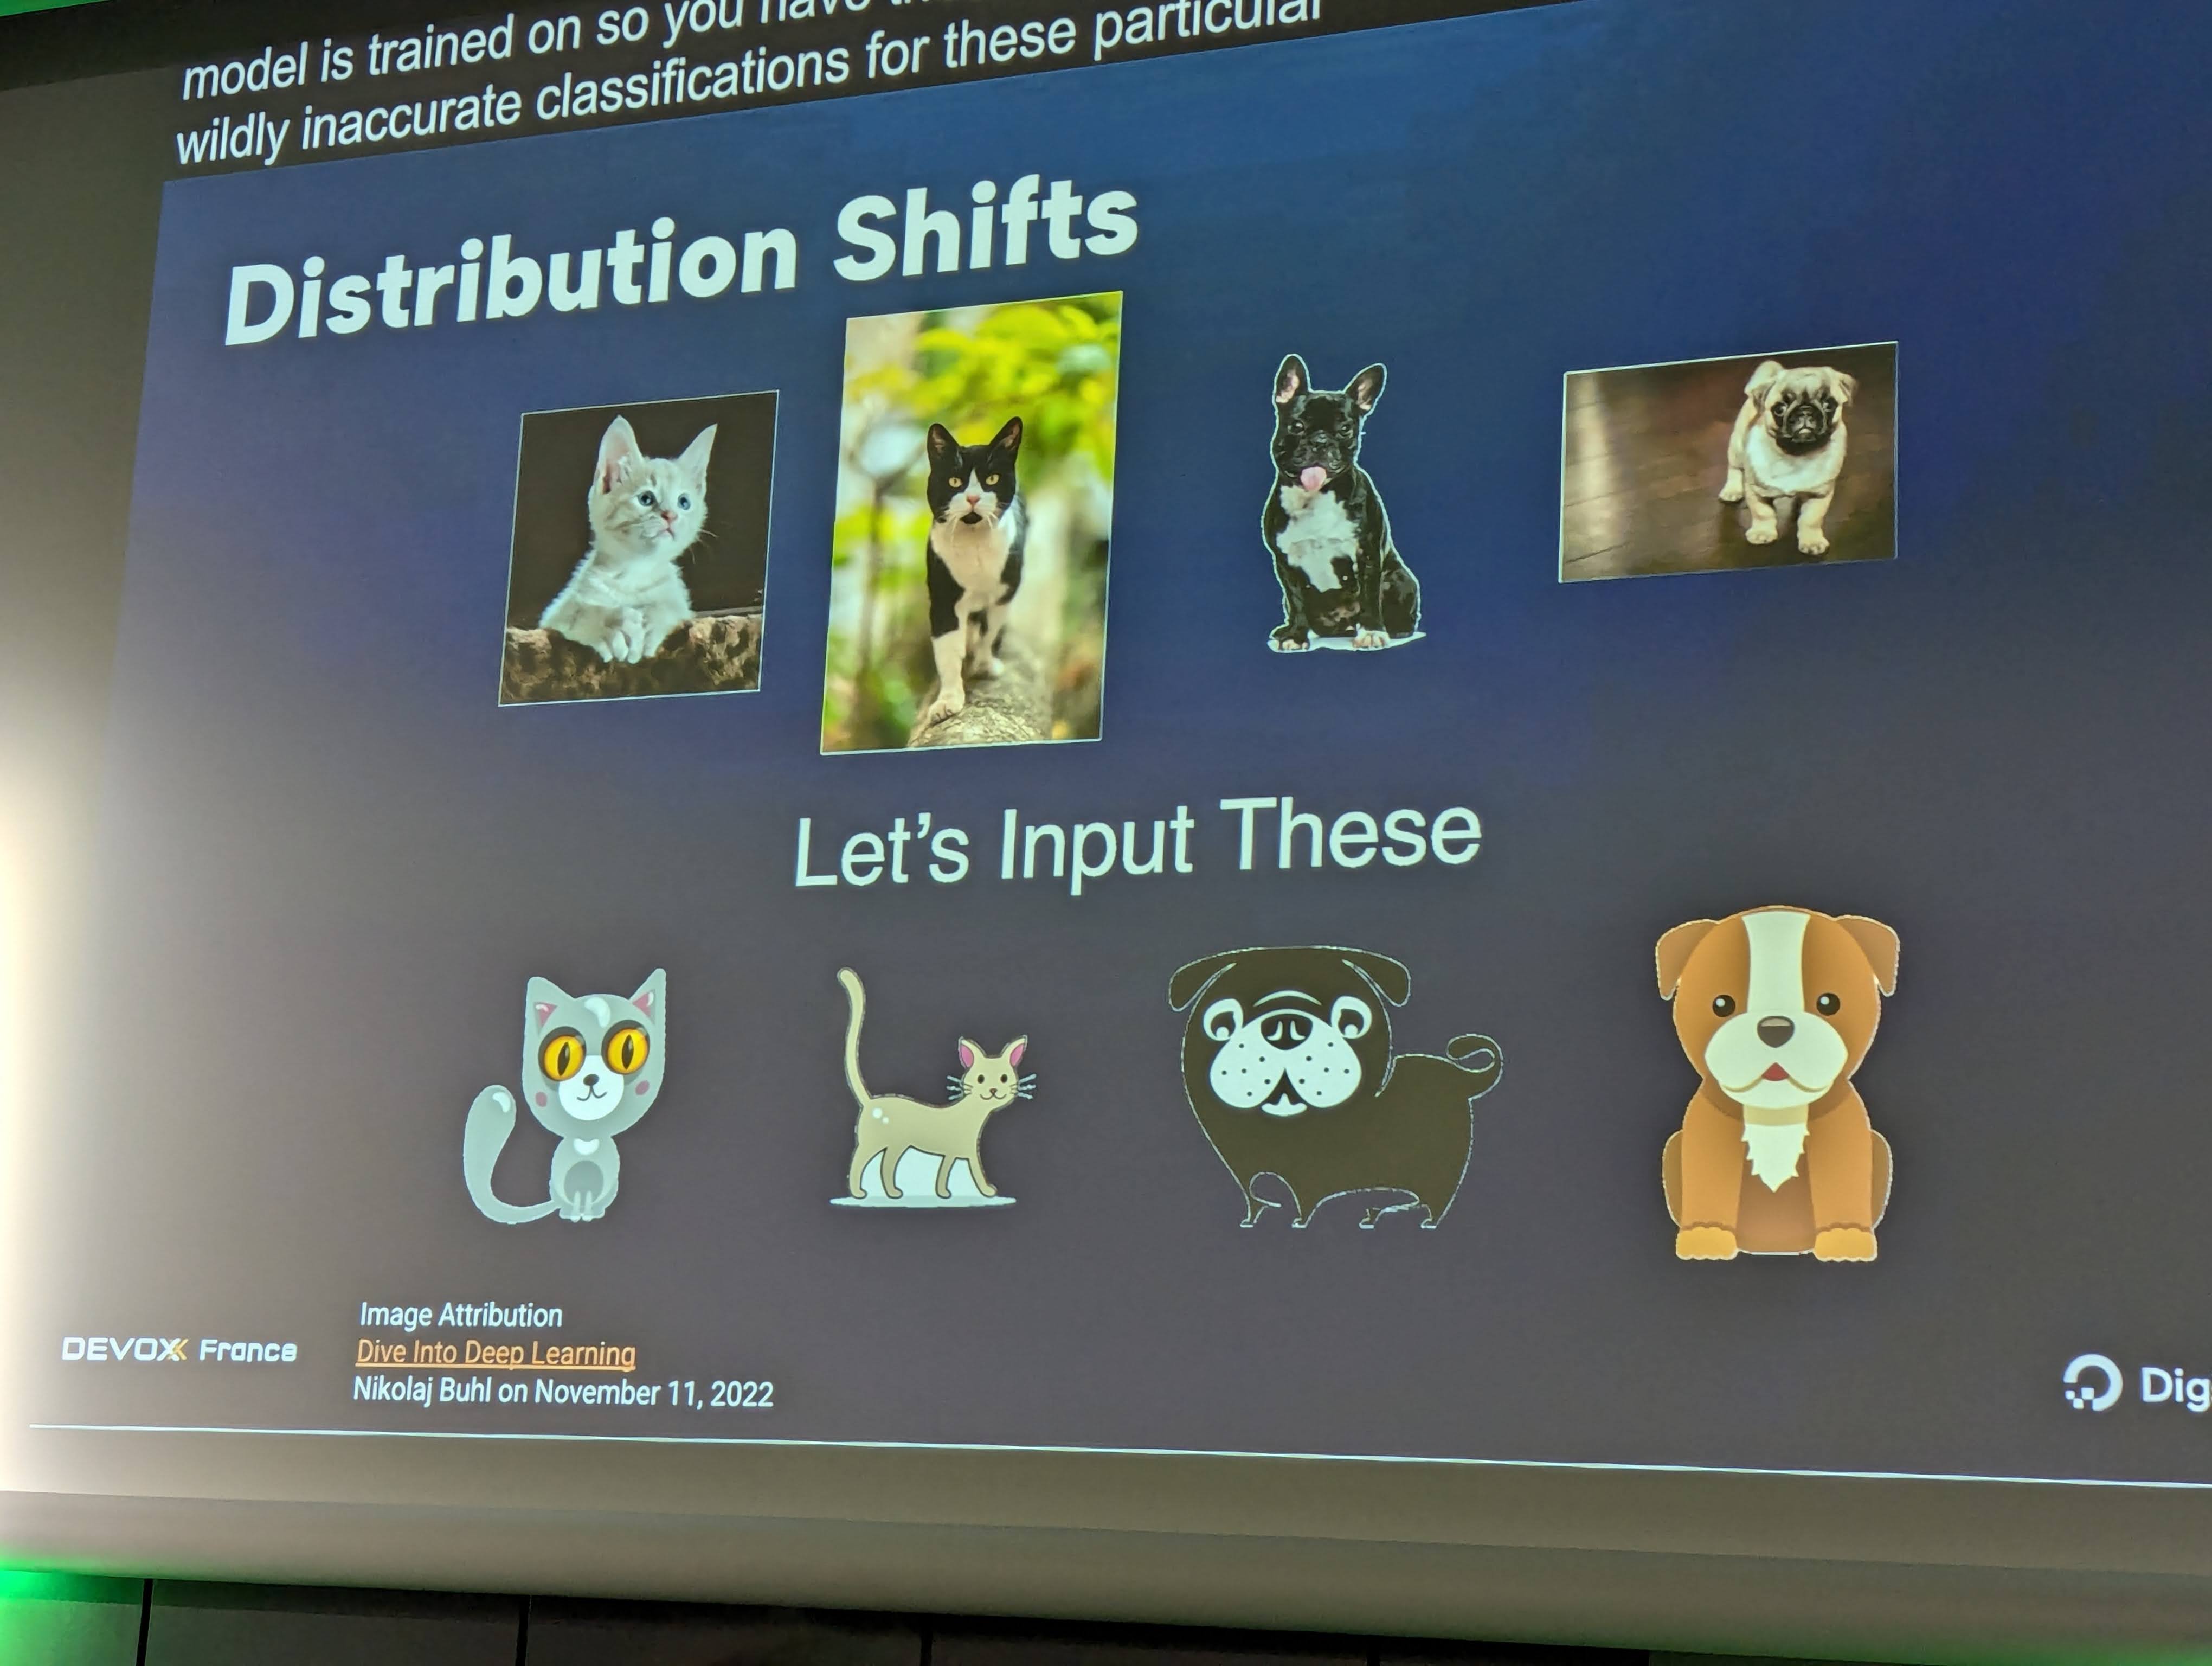 model is trained on so you have
wildly inaccurate classifications for these particular
Distribution Shifts
Let's Input These
Image Attribution
Dive Into Deep Learning
Nikolaj Buhl on November 11, 2022
DEVOXX France
Dig